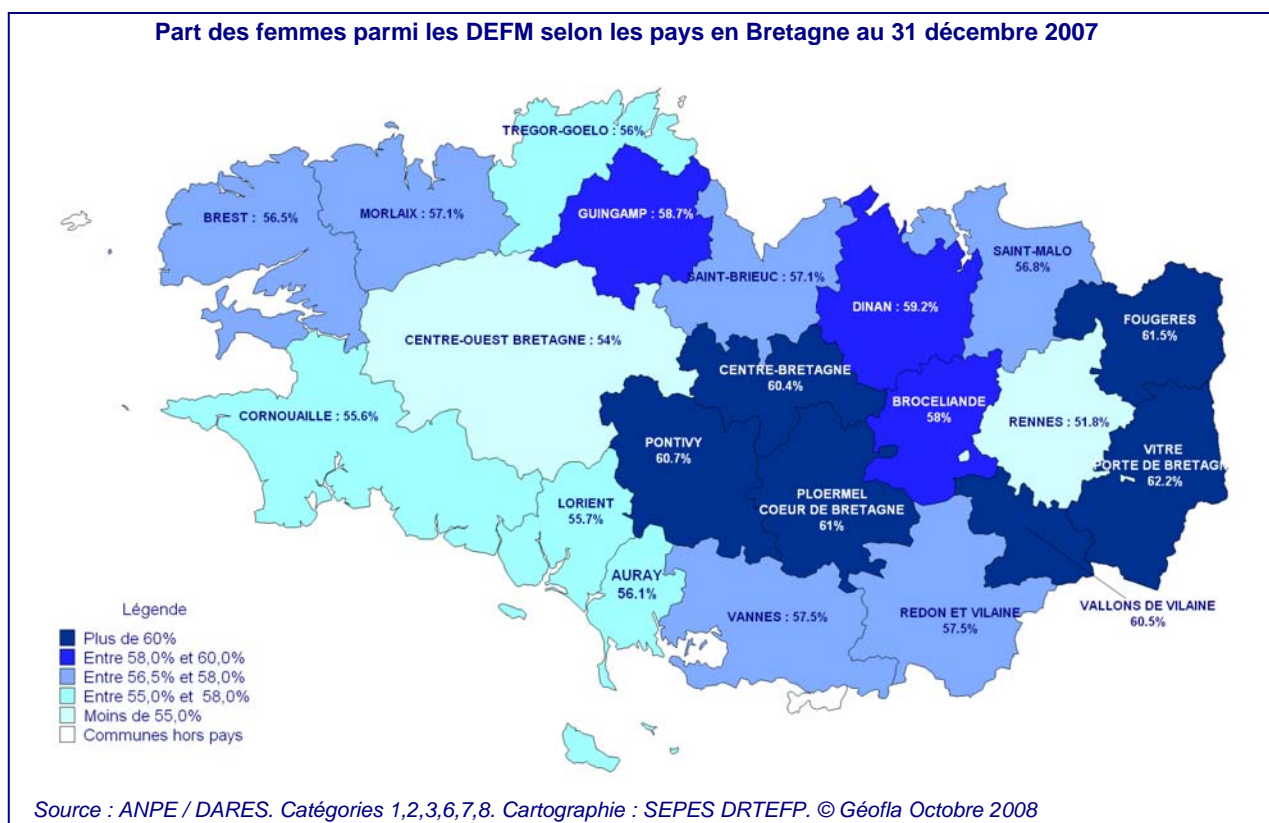 Part des femmes parmi les DEFM selon les pays en Bretagne au 31 décembre 2007
TREGOR-GOELO : 56%
BREST : 56.5%
MORLAIX : 57.1%
GUINGAMP : 58.7%
SAINT-BRIEUC : 57.1%
SAINT-MALO
56.8%
DINAN : 59.2%
FOUGERES
61.5%
CENTRE-OUEST BRETAGNE : 54%
CENTRE-BRETAGNE
60.4%
BROCELIANDE
58%
RENNES : 51.8%
CORNOUAILLE : 55.6%
PONTIVY
60.7%
VITRE
PORTE DE BRETAGN
62.2%
PLOERMEL
COEUR DE BRETAGNE
61%
LORIENT
55.7%
AURAY
56.1%
VANNES : 57.5%
REDON ET VILAINE
57.5%
VALLONS DE VILAINE
60.5%
Légende
Plus de 60%
Entre 58,0% et 60,0%
Entre 56,5% et 58,0%
Entre 55,0% et 58,0%
Moins de 55,0%
Communes hors pays
Source : ANPE / DARES. Catégories 1,2,3,6,7,8. Cartographie : SEPES DRTEFP. © Géofla Octobre 2008